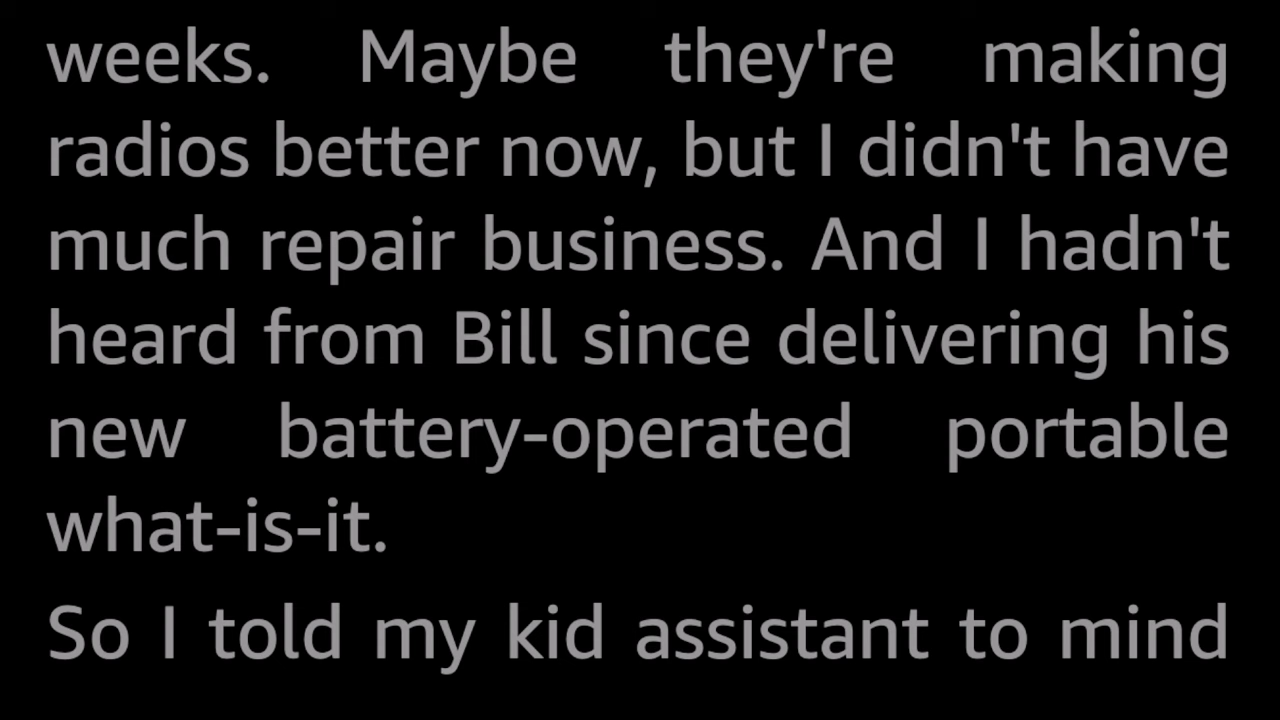 weeks. Maybe they're making
radios better now, but I didn't have
much repair business. And I hadn't
heard from Bill since delivering his
new battery-operated portable
what-is-it.
So I told my kid assistant to mind